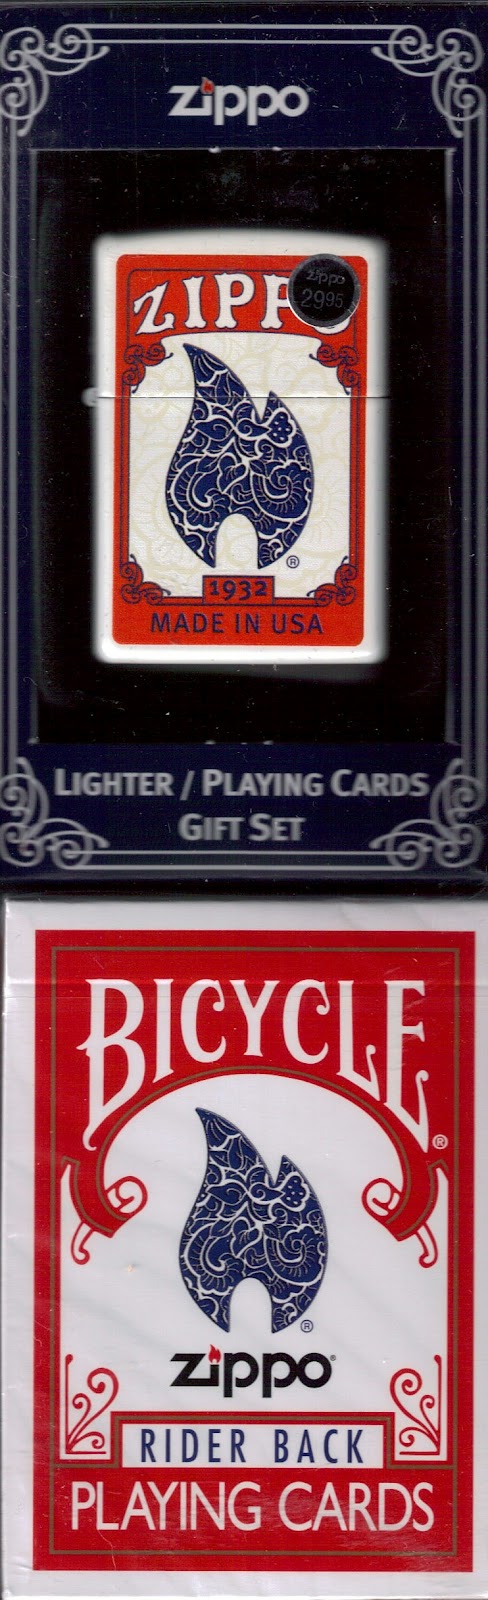 zippo
ZIPPO
zippo
29.95
®
1932
MADE IN USA
LIGHTER / PLAYING CARDS
GIFT SET
BICYCLE®
®
zippo®
RIDER BACK
PLAYING CARDS